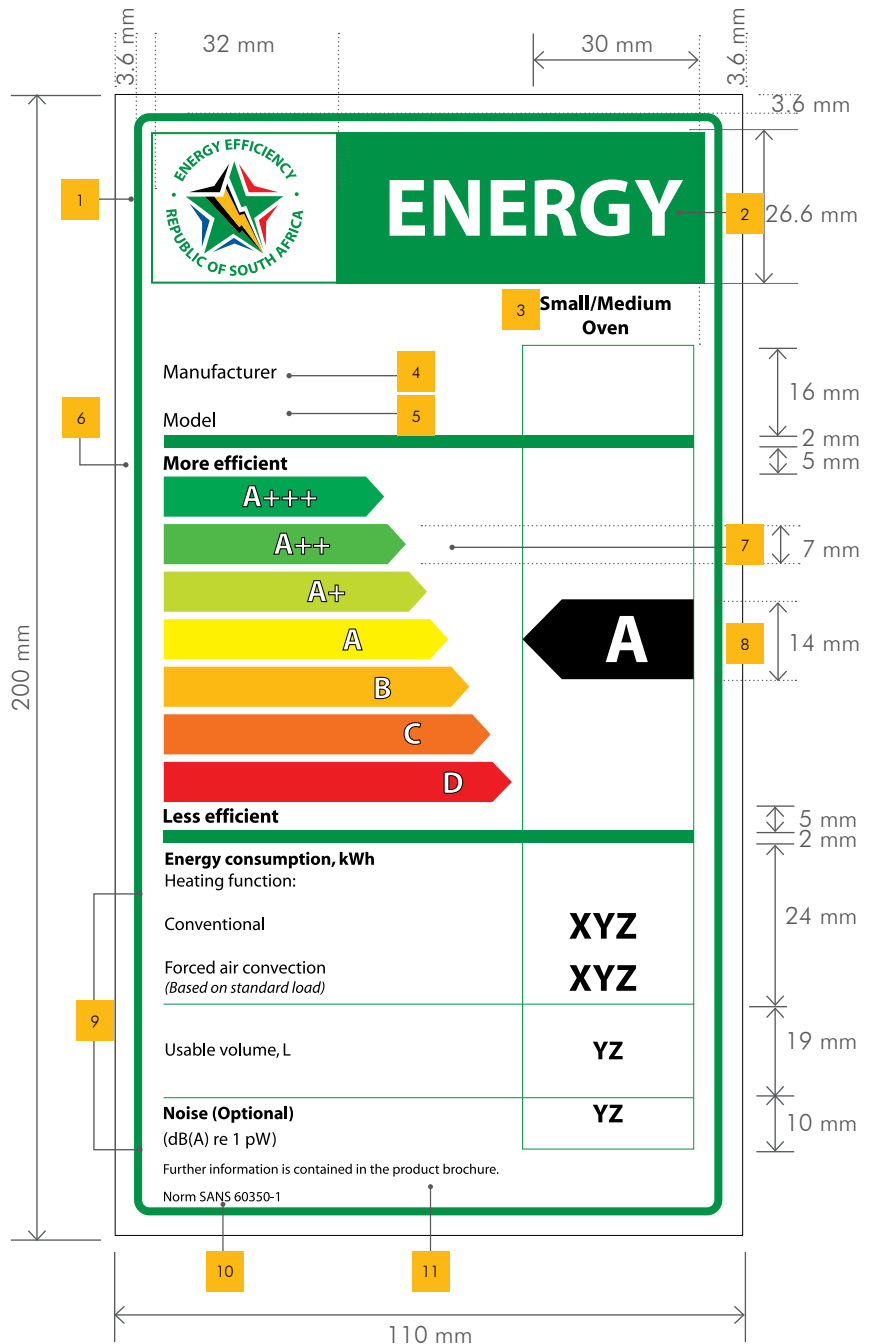 3.6 mm
32 mm
30 mm
3.6 mm
3.6 mm
ENERGY EFFICIENCY
REPUBLIC OF SOUTH AFRICA
ENERGY
1
2
26.6 mm
3
Small/Medium
Oven
Manufacturer
4
16 mm
Model
5
6
2 mm
More efficient
5 mm
A+++
A++
7
7 mm
A+
A
A
8
14 mm
B
200 mm
C
D
Less efficient
5 mm
2 mm
Energy consumption, kWh
Heating function:
Conventional
XYZ
24 mm
Forced air convection
XYZ
(Based on standard load)
9
Usable volume, L
YZ
19 mm
Noise (Optional)
YZ
10 mm
(dB(A) re 1 pW)
Further information is contained in the product brochure.
Norm SANS 60350-1
10
11
110 mm